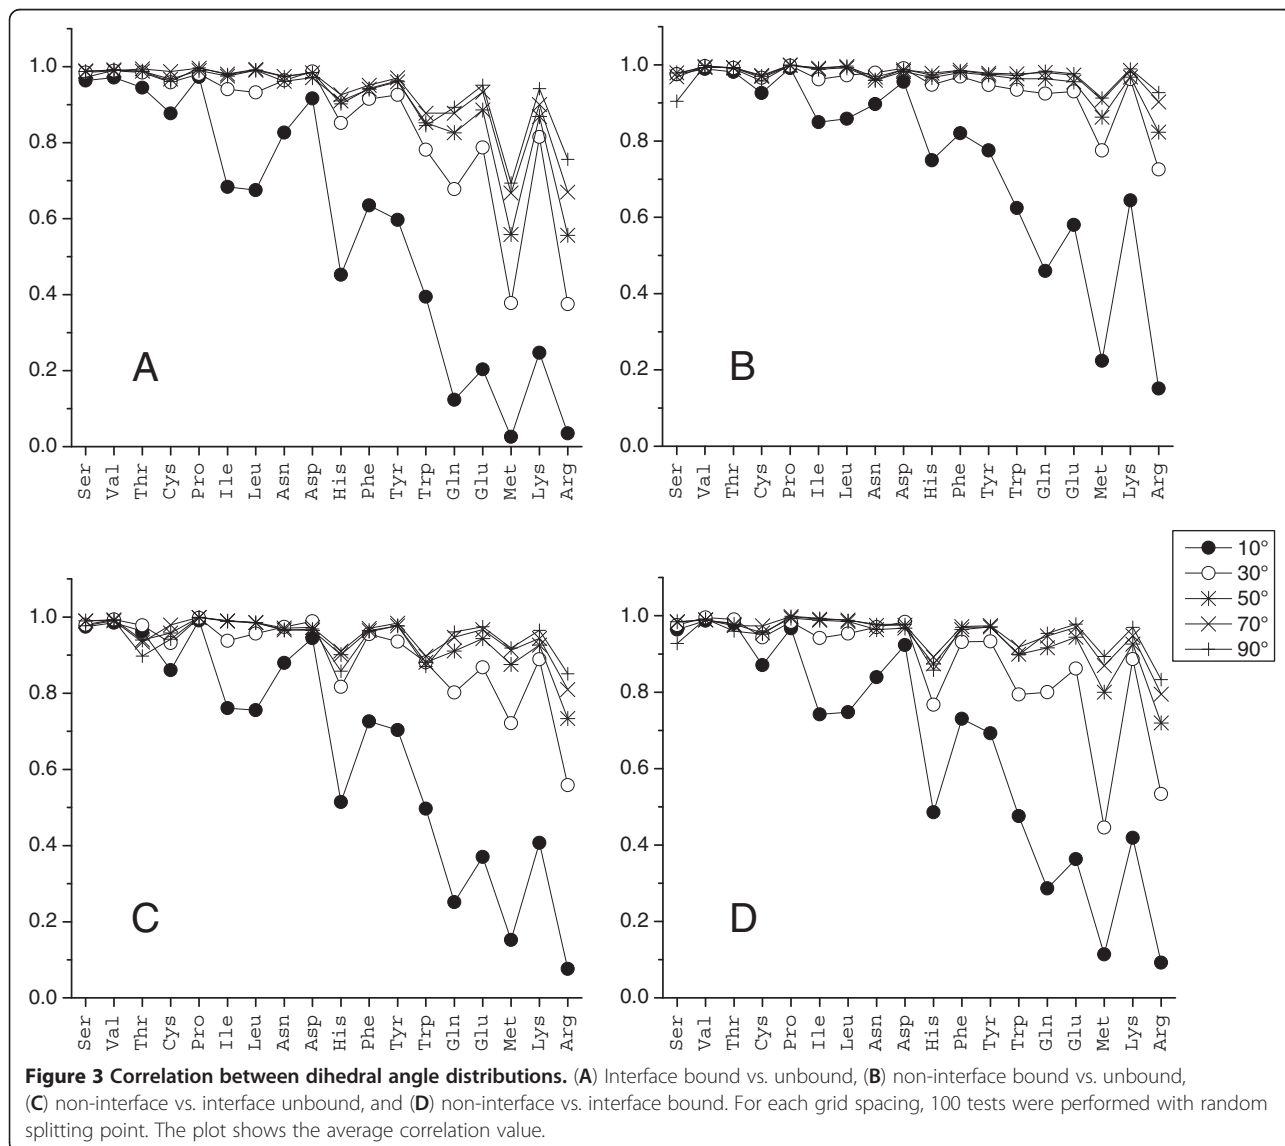 1.0
0.8
0.6
0.4
0.2
0.0
A
Ser Val Thr Cys Pro Ile Leu Asn Asp His Phe Tyr Trp Gln Glu Met Lys Arg
1.0
0.8
0.6
0.4
0.2
0.0
B
Ser Val Thr Cys Pro Ile Leu Asn Asp His Phe Tyr Trp Gln Glu Met Lys Arg
10°
30°
50°
70°
90°
1.0
0.8
0.6
0.4
0.2
0.0
C
Ser Val Thr Cys Pro Ile Leu Asn Asp His Phe Tyr Trp Gln Glu Met Lys Arg
1.0
0.8
0.6
0.4
0.2
0.0
D
Ser Val Thr Cys Pro Ile Leu Asn Asp His Phe Tyr Trp Gln Glu Met Lys Arg
Figure 3 Correlation between dihedral angle distributions. (A) Interface bound vs. unbound, (B) non-interface bound vs. unbound,
(C) non-interface vs. interface unbound, and (D) non-interface vs. interface bound. For each grid spacing, 100 tests were performed with random
splitting point. The plot shows the average correlation value.